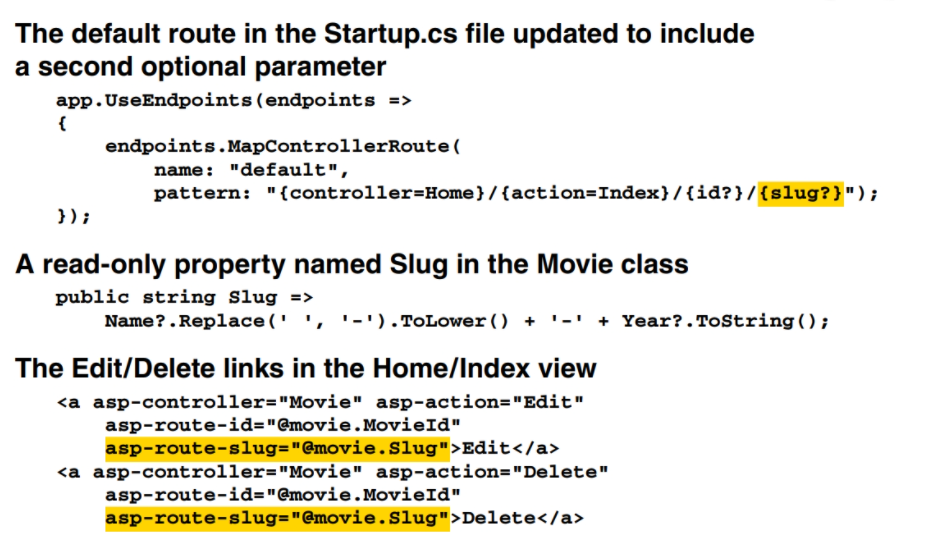 The default route in the Startup.cs file updated to include
a second optional parameter
app.UseEndpoints(endpoints =>
{
endpoints.MapControllerRoute(
name: "default",
pattern: "{controller=Home}/{action=Index}/{id?}/{slug?}");
});
A read-only property named Slug in the Movie class
public string Slug =>
Name?.Replace(' ', '-').ToLower() + '-' + Year?.ToString();
The Edit/Delete links in the Home/Index view
<a asp-controller="Movie" asp-action="Edit"
asp-route-id="@movie.MovieId"
asp-route-slug="@movie.Slug">Edit</a>
<a asp-controller="Movie" asp-action="Delete"
asp-route-id="@movie.MovieId"
asp-route-slug="@movie.Slug">Delete</a>